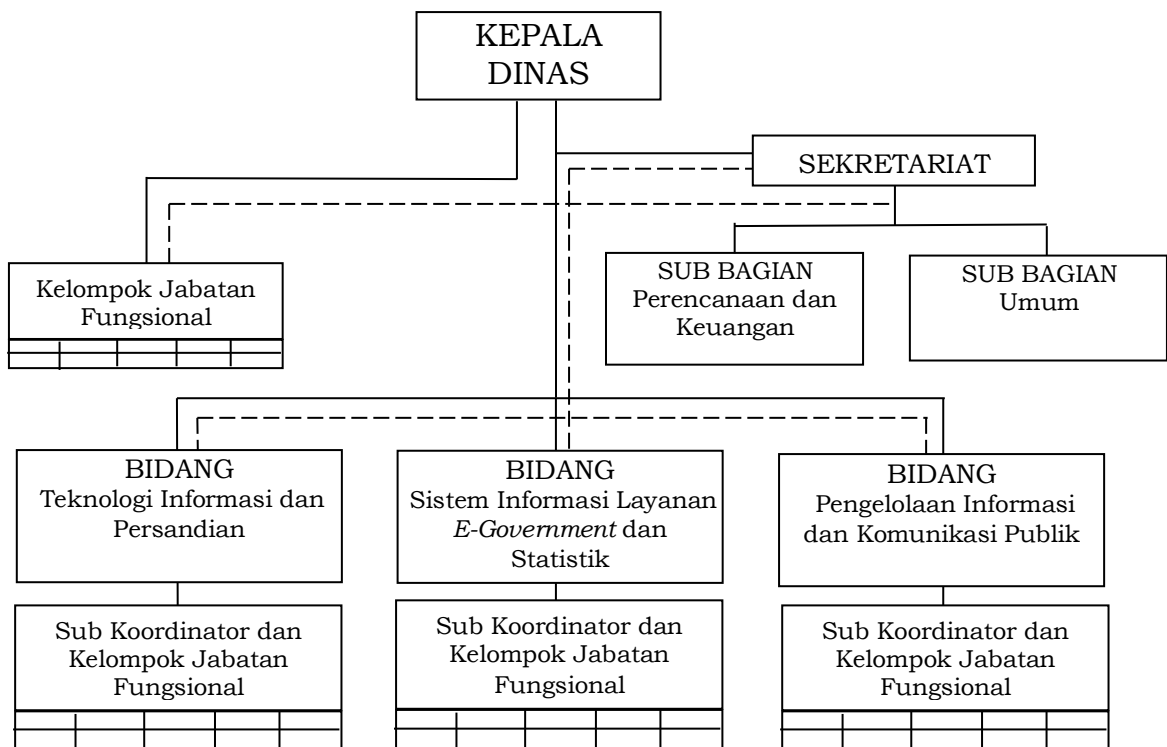 KEPALA
DINAS
SEKRETARIAT
Kelompok Jabatan
Fungsional
SUB BAGIAN
Perencanaan dan
Keuangan
SUB BAGIAN
Umum
BIDANG
Teknologi Informasi dan
Persandian
BIDANG
Sistem Informasi Layanan
E-Government dan
Statistik
BIDANG
Pengelolaan Informasi
dan Komunikasi Publik
Sub Koordinator dan
Kelompok Jabatan
Fungsional
Sub Koordinator dan
Kelompok Jabatan
Fungsional
Sub Koordinator dan
Kelompok Jabatan
Fungsional